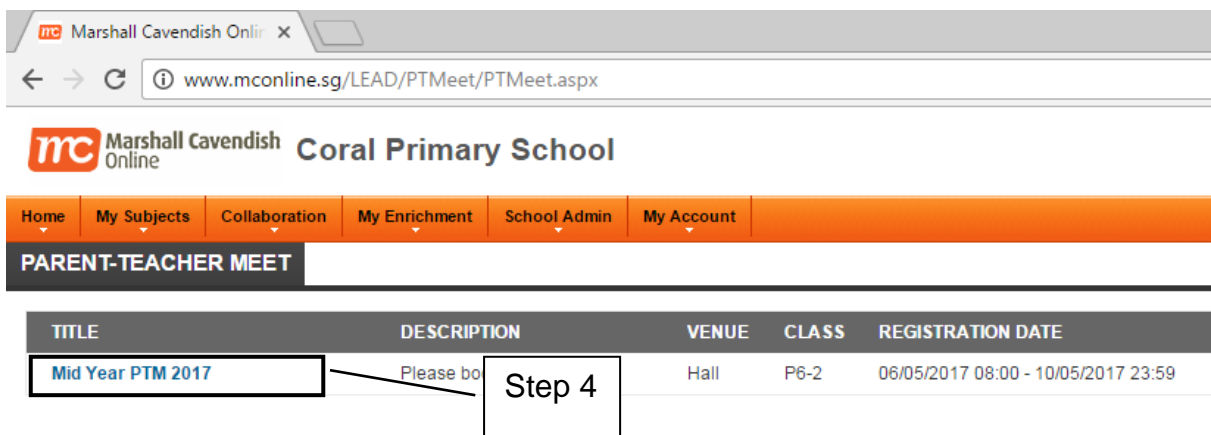 mc Marshall Cavendish Onlin
www.mconline.sg/LEAD/PTMeet/PTMeet.aspx
mc Marshall Cavendish Online Coral Primary School
Home My Subjects Collaboration My Enrichment School Admin My Account
PARENT-TEACHER MEET
TITLE DESCRIPTION VENUE CLASS REGISTRATION DATE
Mid Year PTM 2017 Please Hall P6-2 06/05/2017 08:00 - 10/05/2017 23:59
Step 4